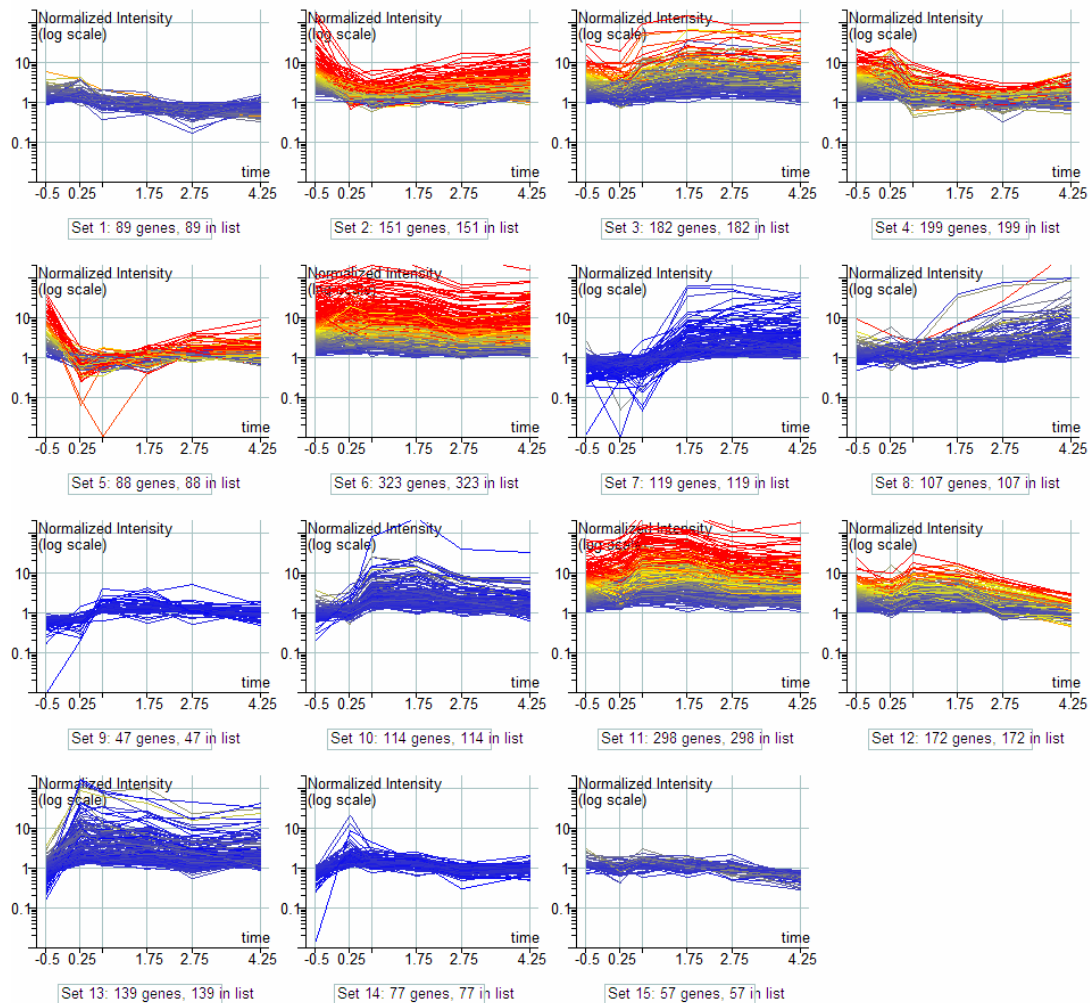 Normalized Intensity
(log scale)
10
1
0.1
time
-0.5 0.25 1.75 2.75 4.25
Set 1: 89 genes, 89 in list
Normalized Intensity
(log scale)
10
1
0.1
time
-0.5 0.25 1.75 2.75 4.25
Set 2: 151 genes, 151 in list
Normalized Intensity
(log scale)
10
1
0.1
time
-0.5 0.25 1.75 2.75 4.25
Set 3: 182 genes, 182 in list
Normalized Intensity
(log scale)
10
1
0.1
time
-0.5 0.25 1.75 2.75 4.25
Set 4: 199 genes, 199 in list
Normalized Intensity
(log scale)
10
1
0.1
time
-0.5 0.25 1.75 2.75 4.25
Set 5: 88 genes, 88 in list
Normalized Intensity
(log scale)
10
1
0.1
time
-0.5 0.25 1.75 2.75 4.25
Set 6: 323 genes, 323 in list
Normalized Intensity
(log scale)
10
1
0.1
time
-0.5 0.25 1.75 2.75 4.25
Set 7: 119 genes, 119 in list
Normalized Intensity
(log scale)
10
1
0.1
time
-0.5 0.25 1.75 2.75 4.25
Set 8: 107 genes, 107 in list
Normalized Intensity
(log scale)
10
1
0.1
time
-0.5 0.25 1.75 2.75 4.25
Set 9: 47 genes, 47 in list
Normalized Intensity
(log scale)
10
1
0.1
time
-0.5 0.25 1.75 2.75 4.25
Set 10: 114 genes, 114 in list
Normalized Intensity
(log scale)
10
1
0.1
time
-0.5 0.25 1.75 2.75 4.25
Set 11: 298 genes, 298 in list
Normalized Intensity
(log scale)
10
1
0.1
time
-0.5 0.25 1.75 2.75 4.25
Set 12: 172 genes, 172 in list
Normalized Intensity
(log scale)
10
1
0.1
time
-0.5 0.25 1.75 2.75 4.25
Set 13: 139 genes, 139 in list
Normalized Intensity
(log scale)
10
1
0.1
time
-0.5 0.25 1.75 2.75 4.25
Set 14: 77 genes, 77 in list
Normalized Intensity
(log scale)
10
1
0.1
time
-0.5 0.25 1.75 2.75 4.25
Set 15: 57 genes, 57 in list